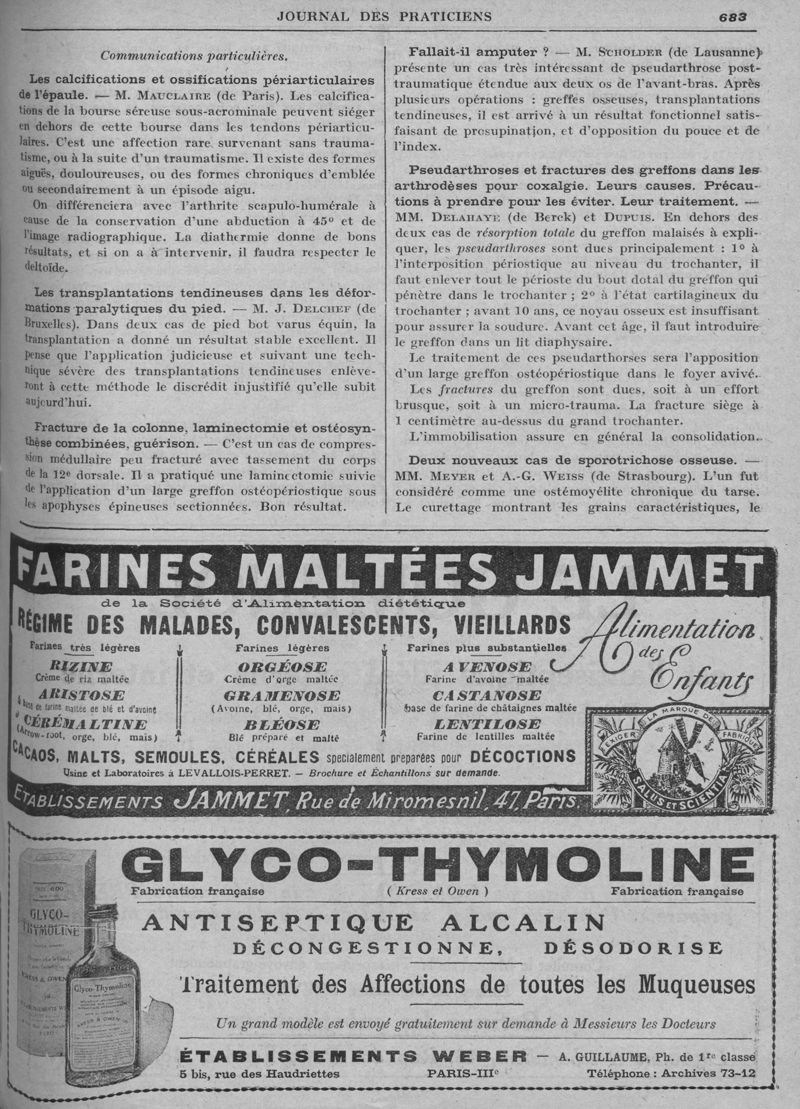 JOURNAL DES PRATICIENS 683
Communications particulières.
Les calcifications et ossifications périarticulaires
de l'épaule. — M. MAUCLAIRE (de Paris). Les calcifica-
tions de la bourse séreuse sous-acromiale peuvent siéger
en dehors de cette bourse dans les tendons périarticu-
laires. C'est une affection rare survenant sans trauma-
tisme, ou à la suite d'un traumatisme. Il existe des formes
aiguës, douloureuses, ou des formes chroniques d'emblée
ou secondairement à un épisode aigu.
On différenciera avec l'arthrite scapulo-humérale à
cause de la conservation d'une abduction à 45° et de
l'image radiographique. La diathermie donne de bons
résultats, et si on a à intervenir, il faudra respecter le
deltoïde.
Les transplantations tendineuses dans les défor-
mations paralytiques du pied. — M. J. DELCHEF (de
Bruxelles). Dans deux cas de pied bot varus équin, la
transplantation a donné un résultat stable excellent. Il
pense que l'application judicieuse et suivant une tech-
nique sévère des transplantations tendineuses enlève-
ront à cette méthode le discrédit injustifié qu'elle subit
aujourd'hui.
Fracture de la colonne, laminectomie et ostéosyn-
thèse combinées, guérison. — C'est un cas de compres-
sion médullaire peu fracturé avec tassement du corps
de la 12e dorsale. Il a pratiqué une laminectomie suivie
de l'application d'un large greffon ostéopériostique sous
les apophyses épineuses sectionnées. Bon résultat.
Fallait-il amputer ? — M. SCHOLDER (de Lausanne)
présente un cas très intéressant de pseudarthrose post-
traumatique étendue aux deux os de l'avant-bras. Après
plusieurs opérations : greffes osseuses, transplantations
tendineuses, il est arrivé à un résultat fonctionnel satis-
faisant de prosupination, et d'opposition du pouce et de
l'index.
Pseudarthroses et fractures des greffons dans les
arthrodèses pour coxalgie. Leurs causes. Précau-
tions à prendre pour les éviter. Leur traitement. —
MM. DELAHAYE (de Berck) et DUPUIS. En dehors des
deux cas de résorption totale du greffon malaisés à expli-
quer, les pseudarthroses sont dues principalement : 1° à
l'interposition périostique au niveau du trochanter, il
faut enlever tout le périoste du bout dotal du greffon qui
pénètre dans le trochanter ; 2° à l'état cartilagineux du
trochanter ; avant 10 ans, ce noyau osseux est insuffisant
pour assurer la soudure. Avant cet âge, il faut introduire
le greffon dans un lit diaphysaire.
Le traitement de ces pseudarthorses sera l'apposition
d'un large greffon ostéopériostique dans le foyer avivé.
Les fractures du greffon sont dues, soit à un effort
brusque, soit à un micro-trauma. La fracture siège à
1 centimètre au-dessus du grand trochanter.
L'immobilisation assure en général la consolidation.
Deux nouveaux cas de sporotrichose osseuse. —
MM. MEYER et A.-G. WEISS (de Strasbourg). L'un fut
considéré comme une ostémoyélite chronique du tarse.
Le curettage montrant les grains caractéristiques, le
FARINES MALTÉES JAMMET
de la Société d'Alimentation diététique
RÉGIME DES MALADES, CONVALESCENTS, VIEILLARDS
Alimentation
des
Enfants
Farines très légères
RIZINE
Crème de riz maltée
ARISTOSE
à base de farine maltée de blé et d'avoine
CÉRÉMALTINE
(Arrow-root, orge, blé, mais)
Farines légères
ORGÉOSE
Crème d'orge maltée
GRAMENOSE
(Avoine, blé, orge, mais)
BLÉOSE
Blé préparé et malté
Farines plus substantielles
AVENOSE
Farine d'avoine maltée
CASTANOSE
base de farine de châtaignes maltée
LENTILOSE
Farine de lentilles maltée
CACAOS, MALTS, SEMOULES, CÉRÉALES spécialement préparées pour DÉCOCTIONS
Usine et Laboratoires à LEVALLOIS-PERRET. — Brochure et Échantillons sur demande.
EXIGER LA MARQUE DE FABRIQUE
SALUS ET SCIENTIA
ÉTABLISSEMENTS JAMMET, Rue de Miromesnil, 47, Paris.
GLYCO-THYMOLINE
Fabrication française (Kress et Owen) Fabrication française
GLYCO-
THYMOLINE
Glyco-Thymoline
ANTISEPTIQUE ALCALIN
DÉCONGESTIONNE, DÉSODORISE
Traitement des Affections de toutes les Muqueuses
Un grand modèle est envoyé gratuitement sur demande à Messieurs les Docteurs
ÉTABLISSEMENTS WEBER — A. GUILLAUME, Ph. de 1re classe
5 bis, rue des Haudriettes PARIS-IIIe Téléphone : Archives 73-12